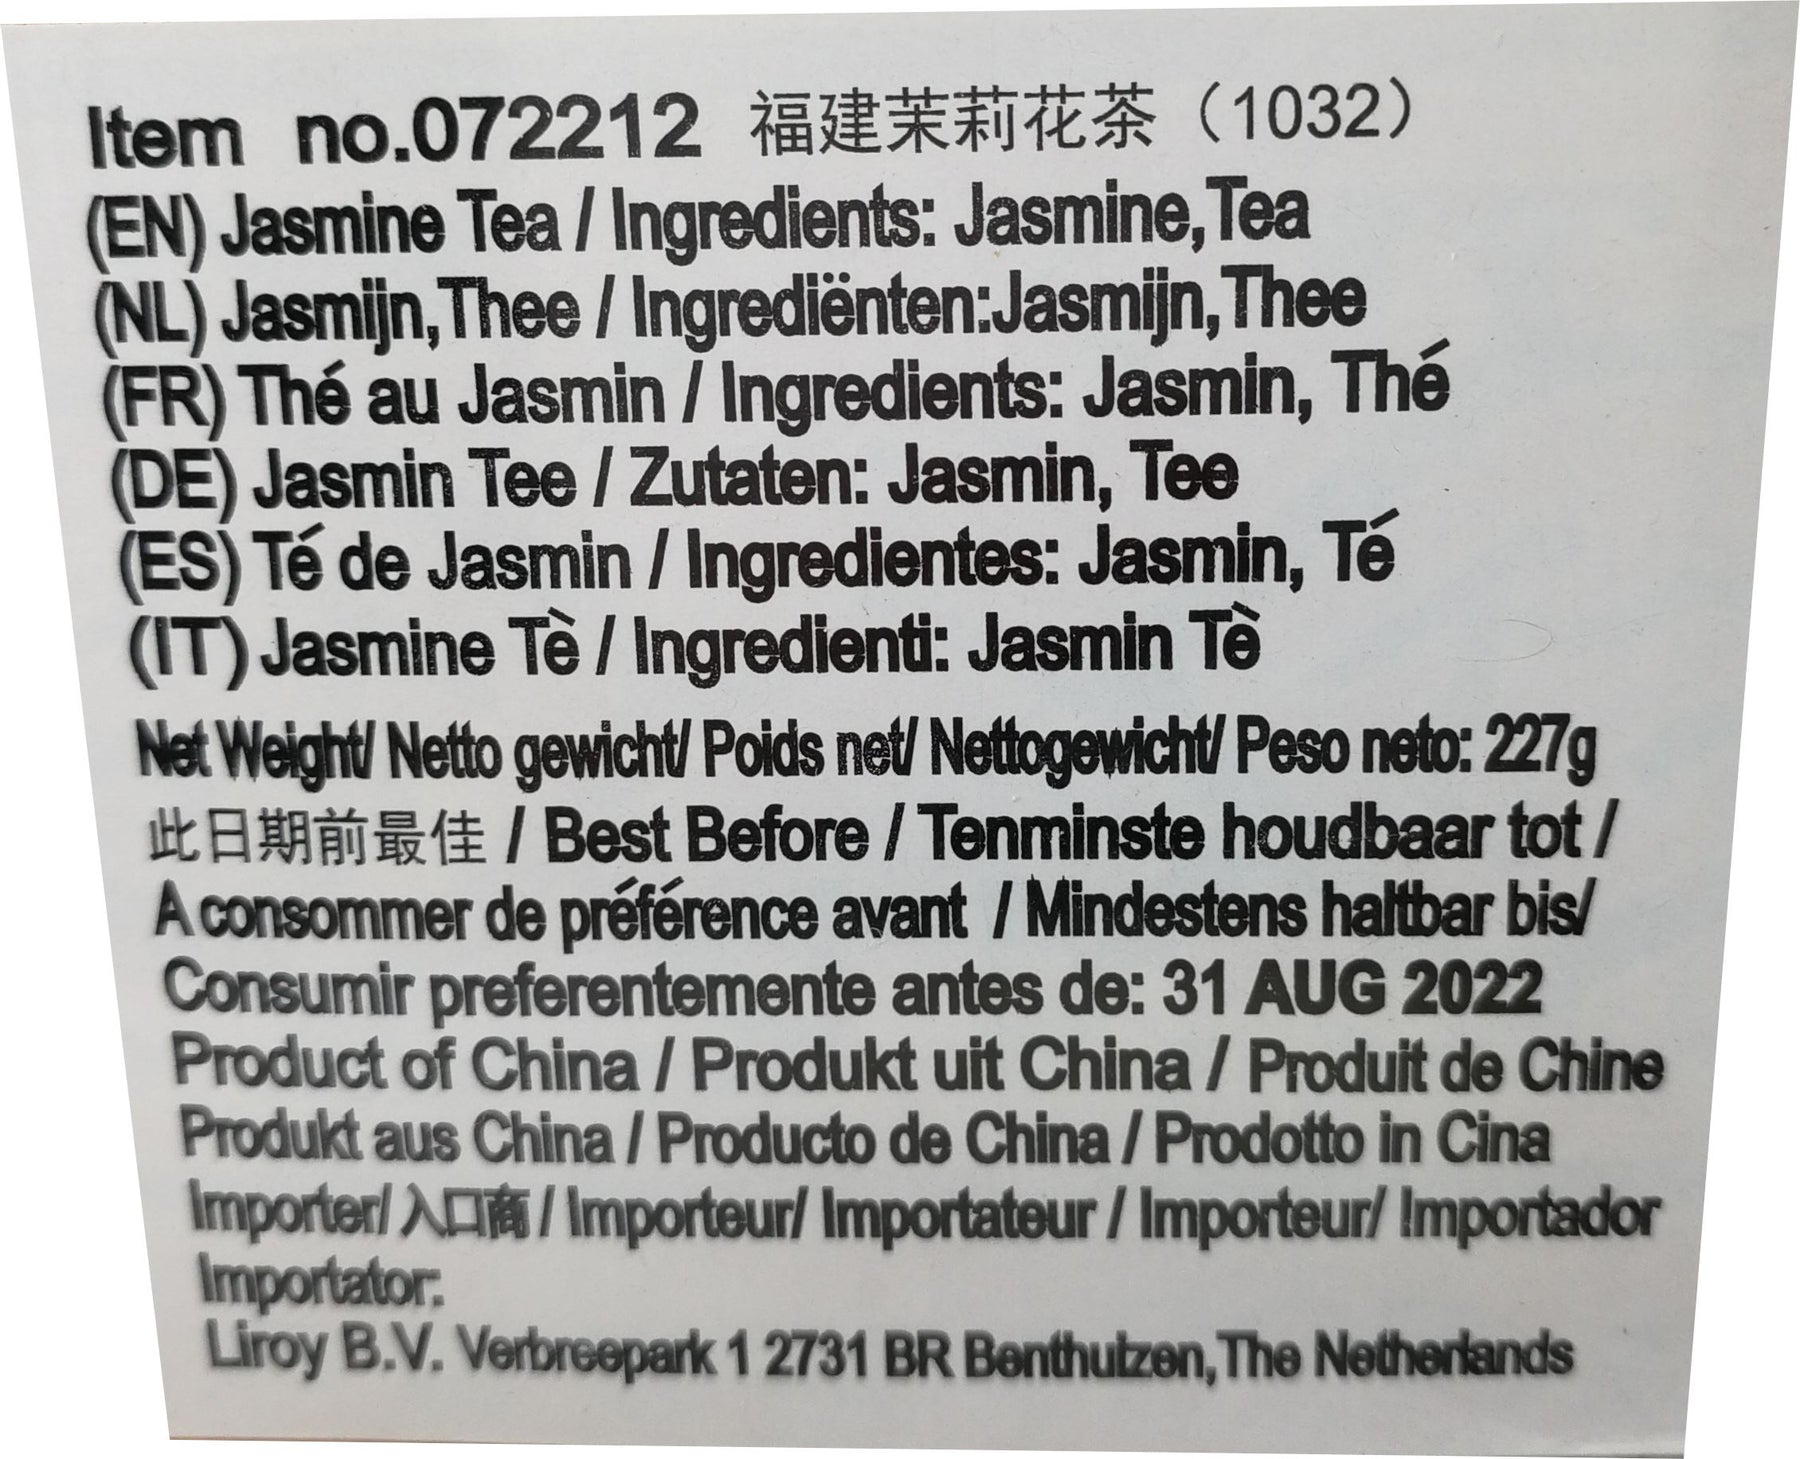 Item no.072212 福建茉莉花茶（1032）
(EN) Jasmine Tea / Ingredients: Jasmine,Tea
(NL) Jasmijn,Thee / Ingrediënten:Jasmijn,Thee
(FR) Thé au Jasmin / Ingredients: Jasmin, Thé
(DE) Jasmin Tee / Zutaten: Jasmin, Tee
(ES) Té de Jasmin / Ingredientes: Jasmin, Té
(IT) Jasmine Tè / Ingredienti: Jasmin Tè
Net Weight/ Netto gewicht/ Poids net/ Nettogewicht/ Peso neto: 227g
此日期前最佳 / Best Before / Tenminste houdbaar tot /
A consommer de préférence avant / Mindestens haltbar bis/
Consumir preferentemente antes de: 31 AUG 2022
Product of China / Produkt uit China / Produit de Chine
Produkt aus China / Producto de China / Prodotto in Cina
Importer/ 入口商 / Importeur/ Importateur / Importeur/ Importador
Importator:
Liroy B.V. Verbreepark 1 2731 BR Benthuizen,The Netherlands